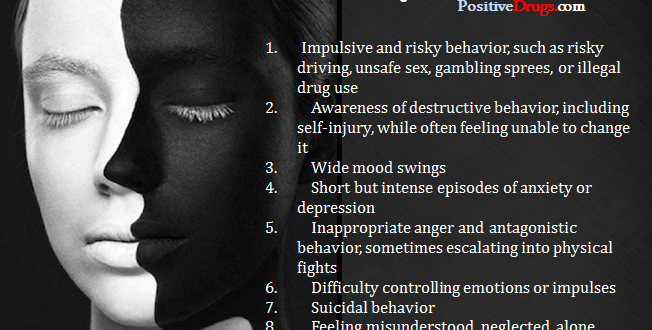 PositiveDrugs.com
1. Impulsive and risky behavior, such as risky
driving, unsafe sex, gambling sprees, or illegal
drug use
2. Awareness of destructive behavior, including
self-injury, while often feeling unable to change
it
3. Wide mood swings
4. Short but intense episodes of anxiety or
depression
5. Inappropriate anger and antagonistic
behavior, sometimes escalating into physical
fights
6. Difficulty controlling emotions or impulses
7. Suicidal behavior
8. Feeling misunderstood, neglected, alone